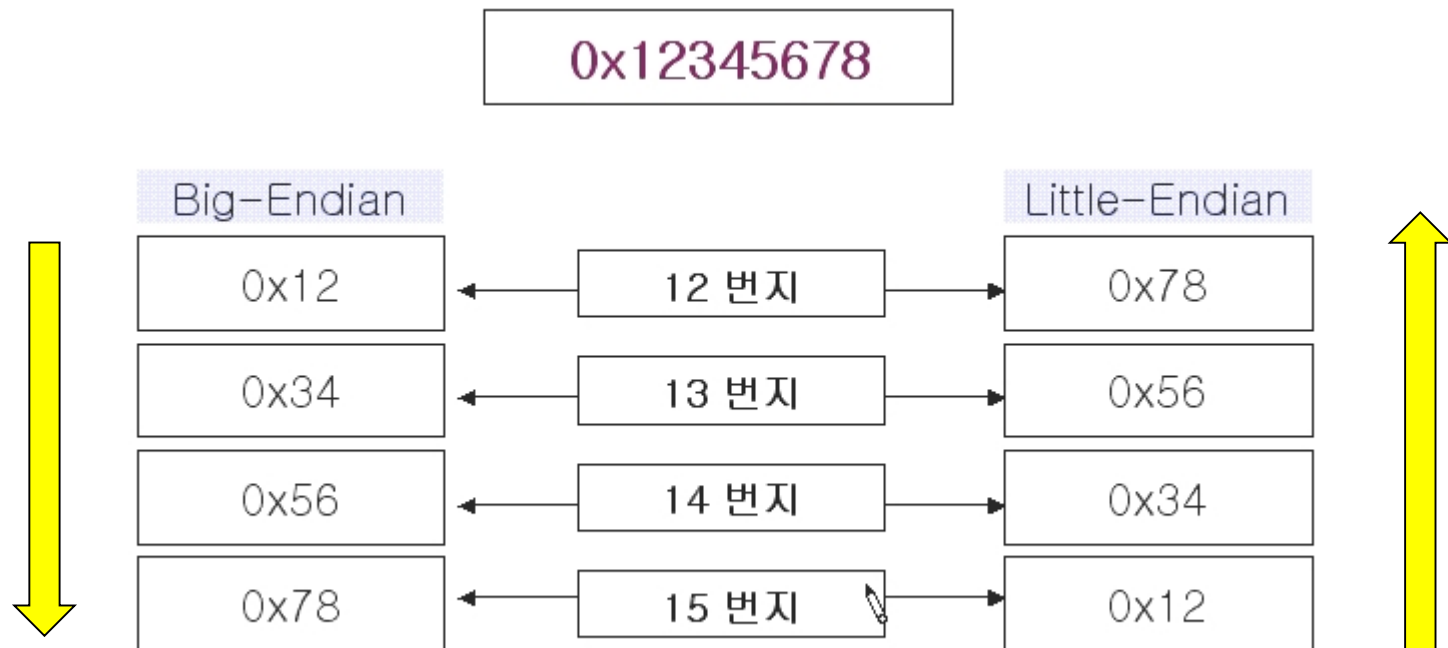 0x12345678
Big-Endian Little-Endian
0x12 12 번지 0x78
0x34 13 번지 0x56
0x56 14 번지 0x34
0x78 15 번지 0x12